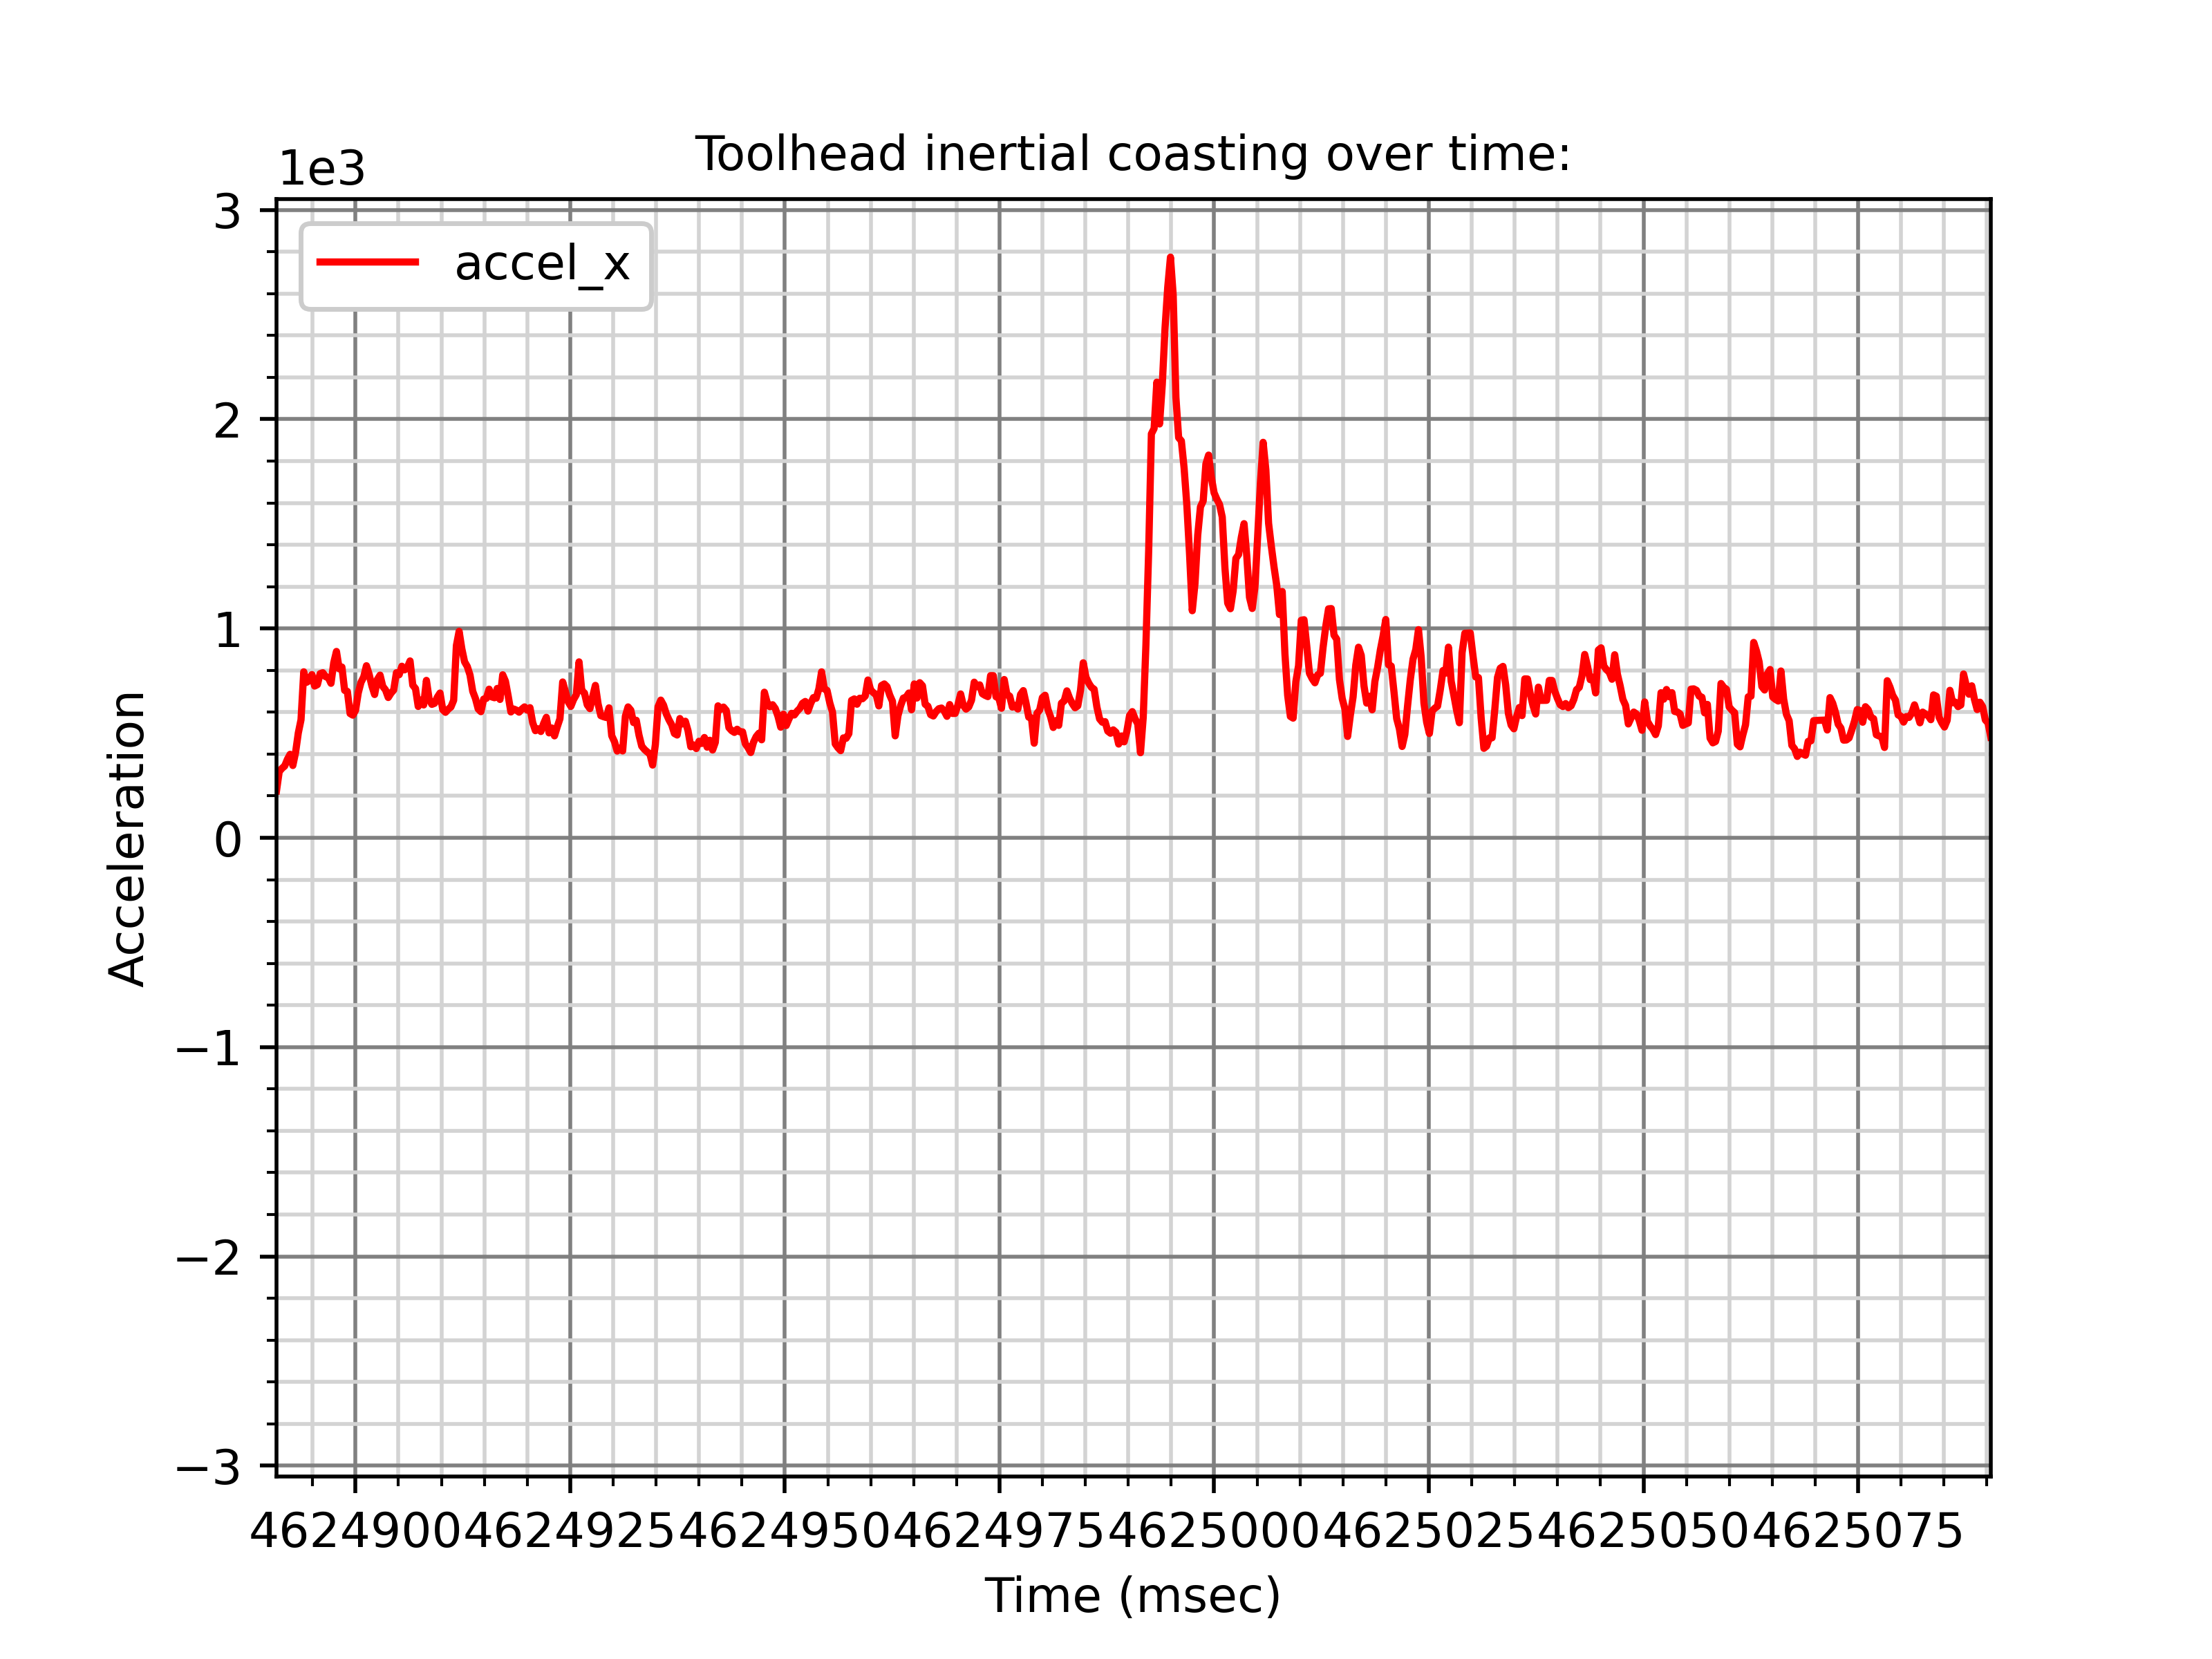 Toolhead inertial coasting over time:
1e3
accel_x
3
2
1
0
−1
−2
−3
Acceleration
4624900 4624925 4624950 4624975 4625000 4625025 4625050 4625075
Time (msec)